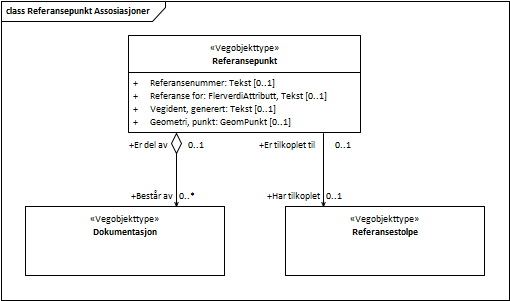 class Referansepunkt Assosiasjoner
«Vegobjekttype»
Referansepunkt
+ Referansenummer: Tekst [0..1]
+ Referanse for: FlerverdiAttributt, Tekst [0..1]
+ Vegident, generert: Tekst [0..1]
+ Geometri, punkt: GeomPunkt [0..1]
+Er del av 0..1 +Er tilkoplet til 0..1
+Består av 0..* +Har tilkoplet 0..1
«Vegobjekttype»
Dokumentasjon
«Vegobjekttype»
Referansestolpe